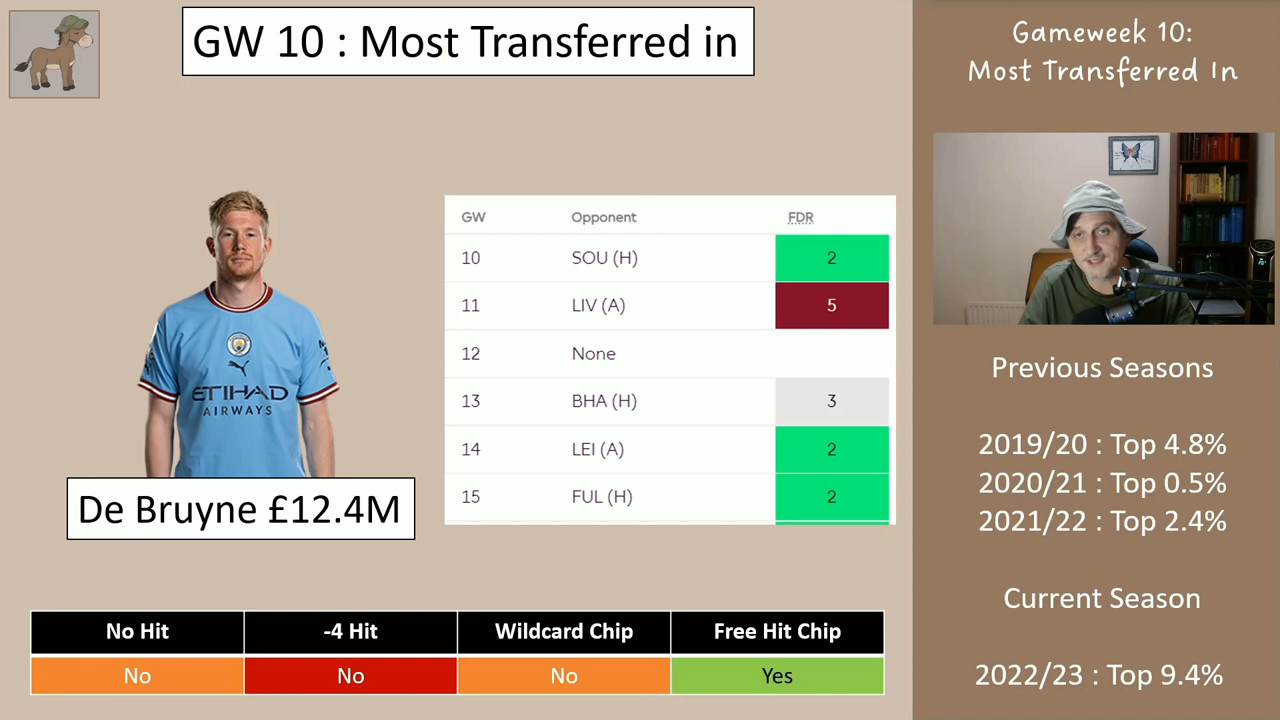 GW 10 : Most Transferred in
Gameweek 10:
Most Transferred In
GW Opponent FDR
10 SOU (H) 2
11 LIV (A) 5
12 None
13 BHA (H) 3
14 LEI (A) 2
15 FUL (H) 2
ETIHAD
AIRWAYS
De Bruyne £12.4M
No Hit -4 Hit Wildcard Chip Free Hit Chip
No No No Yes
Previous Seasons
2019/20 : Top 4.8%
2020/21 : Top 0.5%
2021/22 : Top 2.4%
Current Season
2022/23 : Top 9.4%